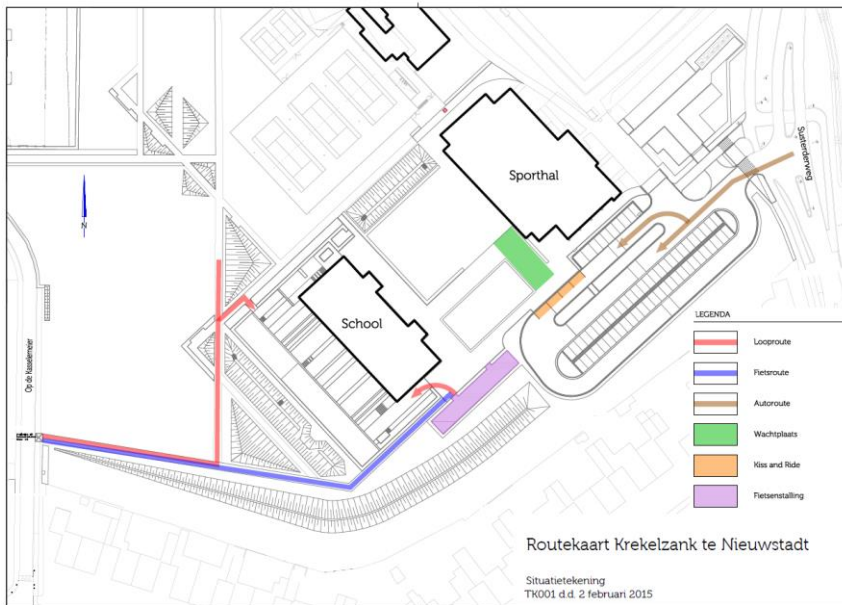 Sporthal
School
Susterderweg
Op de Kasselemeier
N
LEGENDA
Looproute
Fietsroute
Autoroute
Wachtplaats
Kiss and Ride
Fietsenstalling
Routekaart Krekelzank te Nieuwstadt
Situatietekening
TK001 d.d. 2 februari 2015